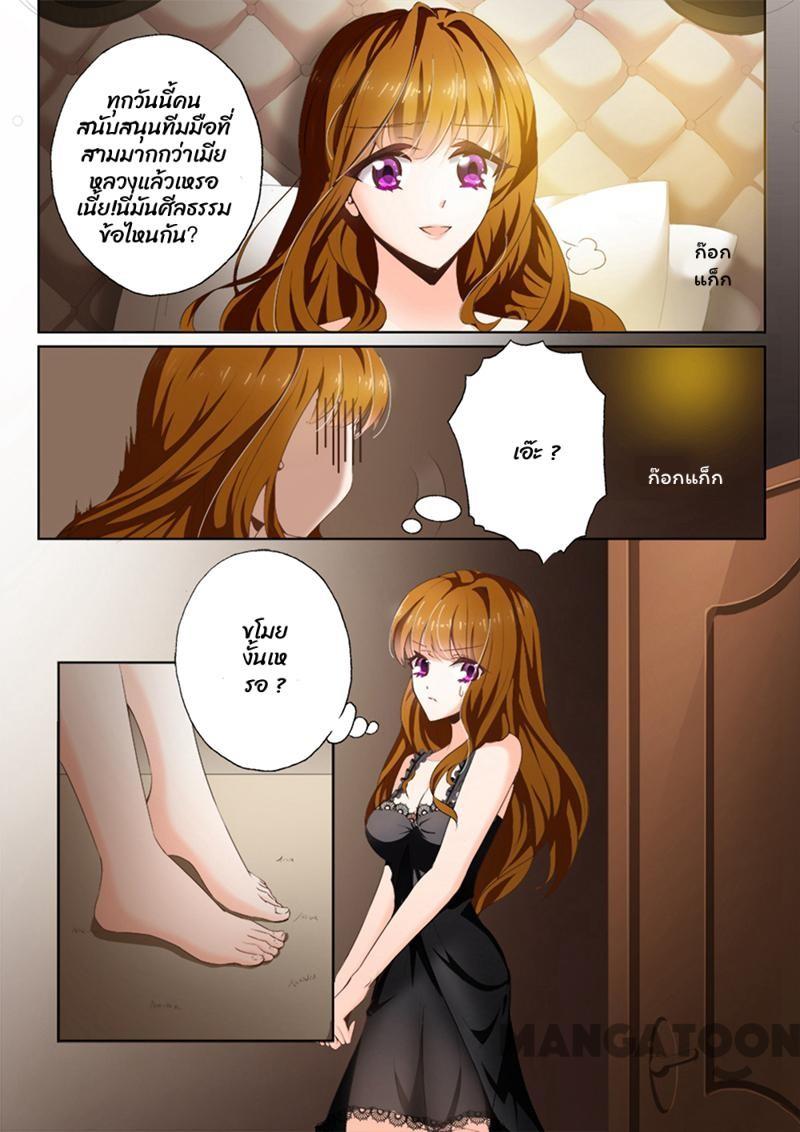 ทุกวันนี้คน
สนับสนุนทีมมือที่
สามมากกว่าเมีย
หลวงแล้วเหรอ
เนี้ย!นี่มันศีลธรรม
ข้อไหนกัน?
ก๊อก
แก็ก
เอ๊ะ ?
ก๊อกแก็ก
ขโมย
งั้นเห
รอ ?
MANGATOON